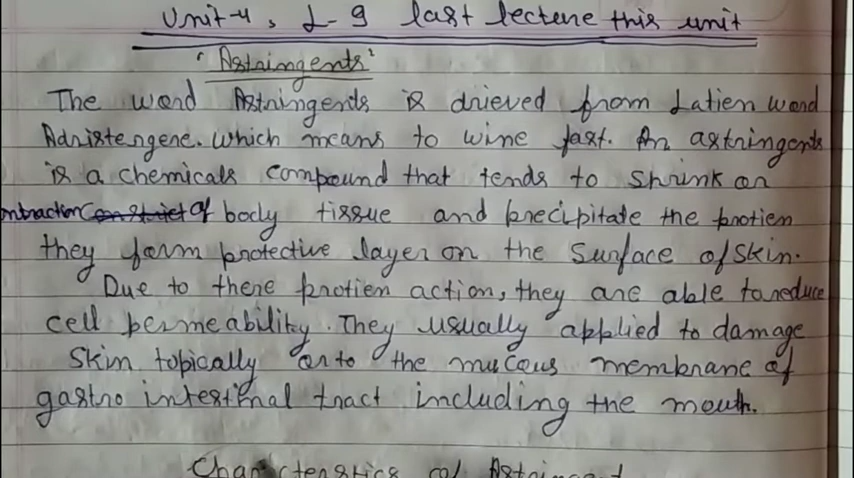 Unit-4, L-9 last lecture this unit
'Astringents'
The word Astringents is drieved from Latien word
Adristengene. which means to wine fast. An astringents
is a chemicals compound that tends to shrink or
contraction of body tissue and precipitate the protien
they form protective layer on the surface of skin.
Due to there protien action, they are able to reduce
cell permeability. They usually applied to damage
skin topically or to the mucous membrane of
gastro intestinal tract including the mouth.
Characteristics of Astringent